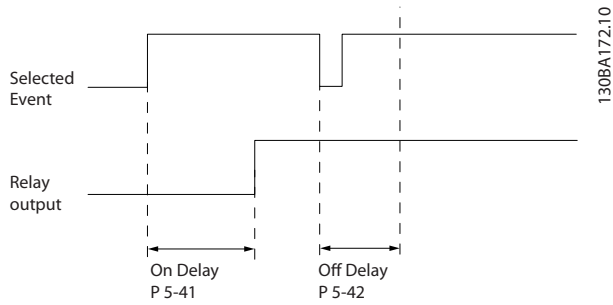 130BA172.10
Selected
Event
Relay
output
On Delay
P 5-41
Off Delay
P 5-42